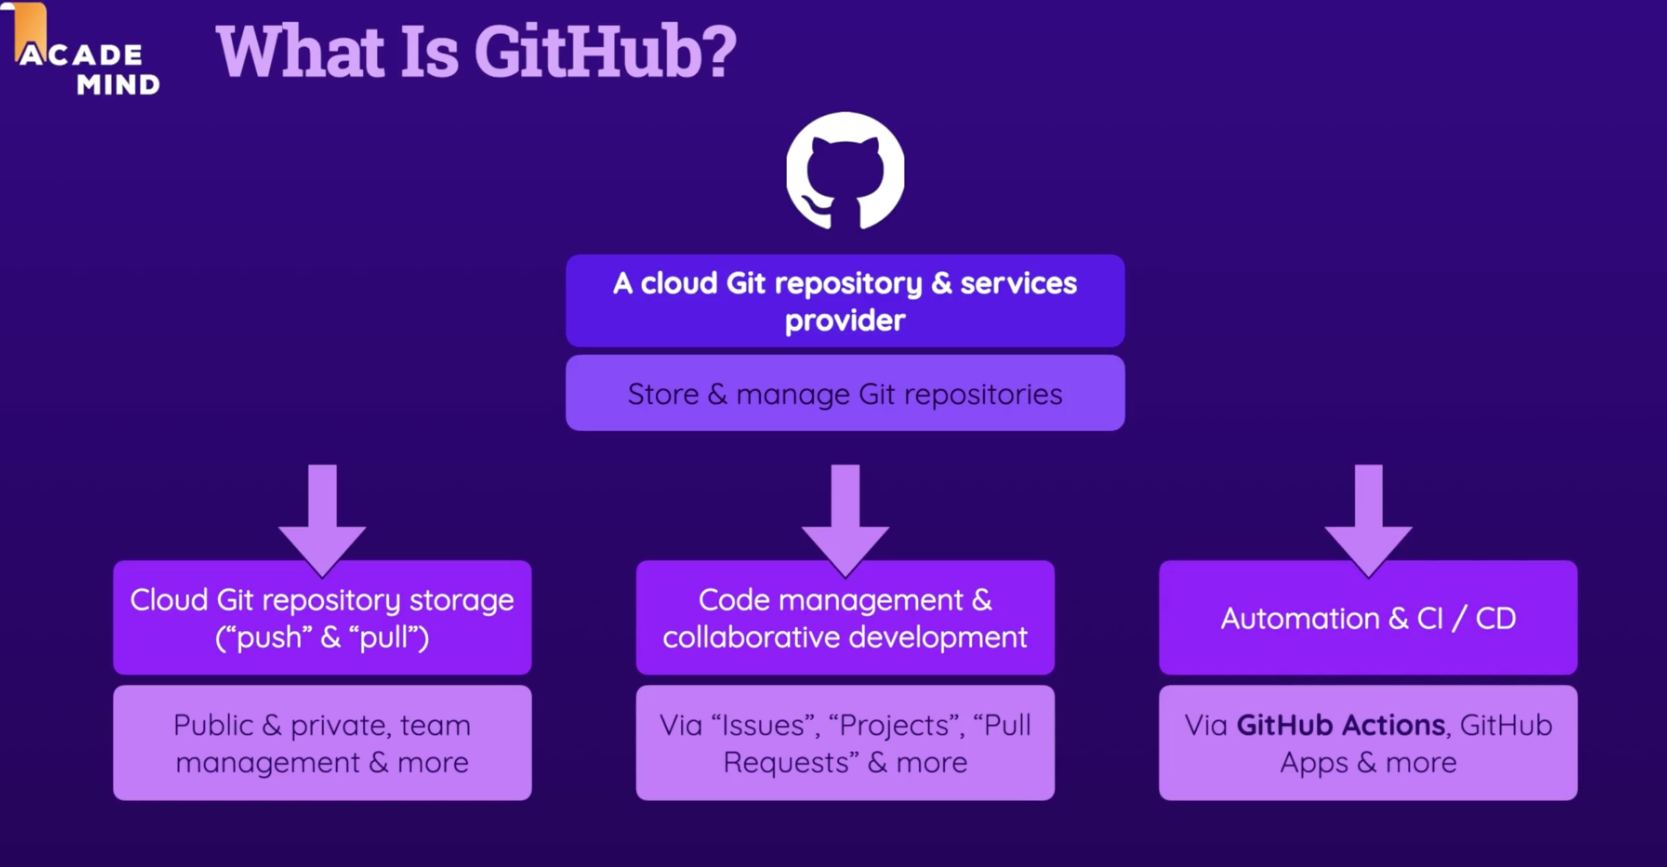 ACADE
MIND
What Is GitHub?
A cloud Git repository & services
provider
Store & manage Git repositories
Cloud Git repository storage
(“push” & “pull”)
Public & private, team
management & more
Code management &
collaborative development
Via “Issues”, “Projects”, “Pull
Requests” & more
Automation & CI / CD
Via GitHub Actions, GitHub
Apps & more